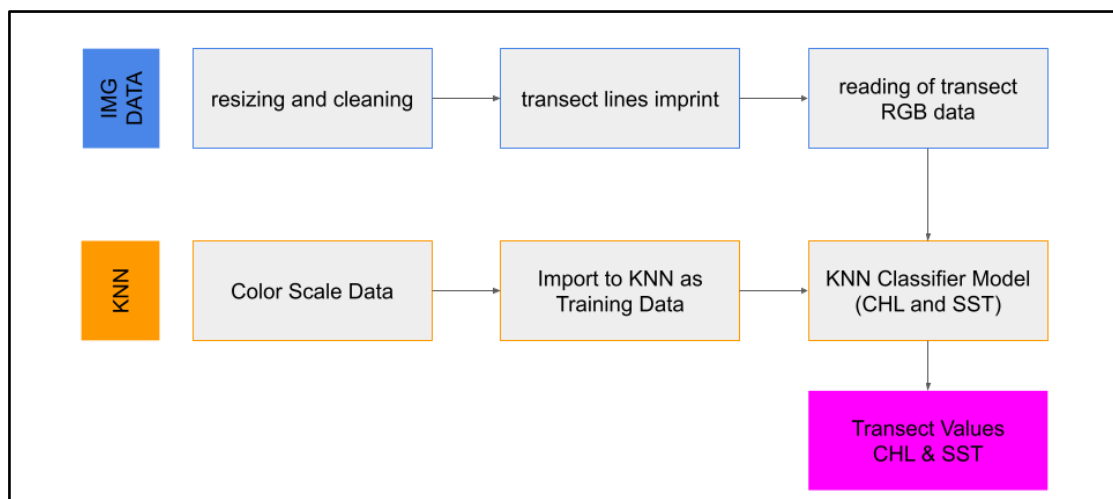 IMG
DATA
resizing and cleaning
transect lines imprint
reading of transect
RGB data
KNN
Color Scale Data
Import to KNN as
Training Data
KNN Classifier Model
(CHL and SST)
Transect Values
CHL & SST